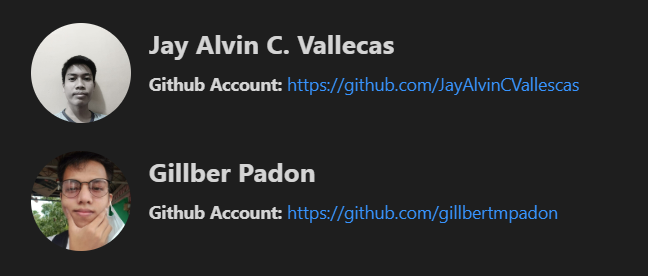 Jay Alvin C. Vallecas
Github Account: https://github.com/JayAlvinCVallescas
Gillber Padon
Github Account: https://github.com/gillbertmpadon